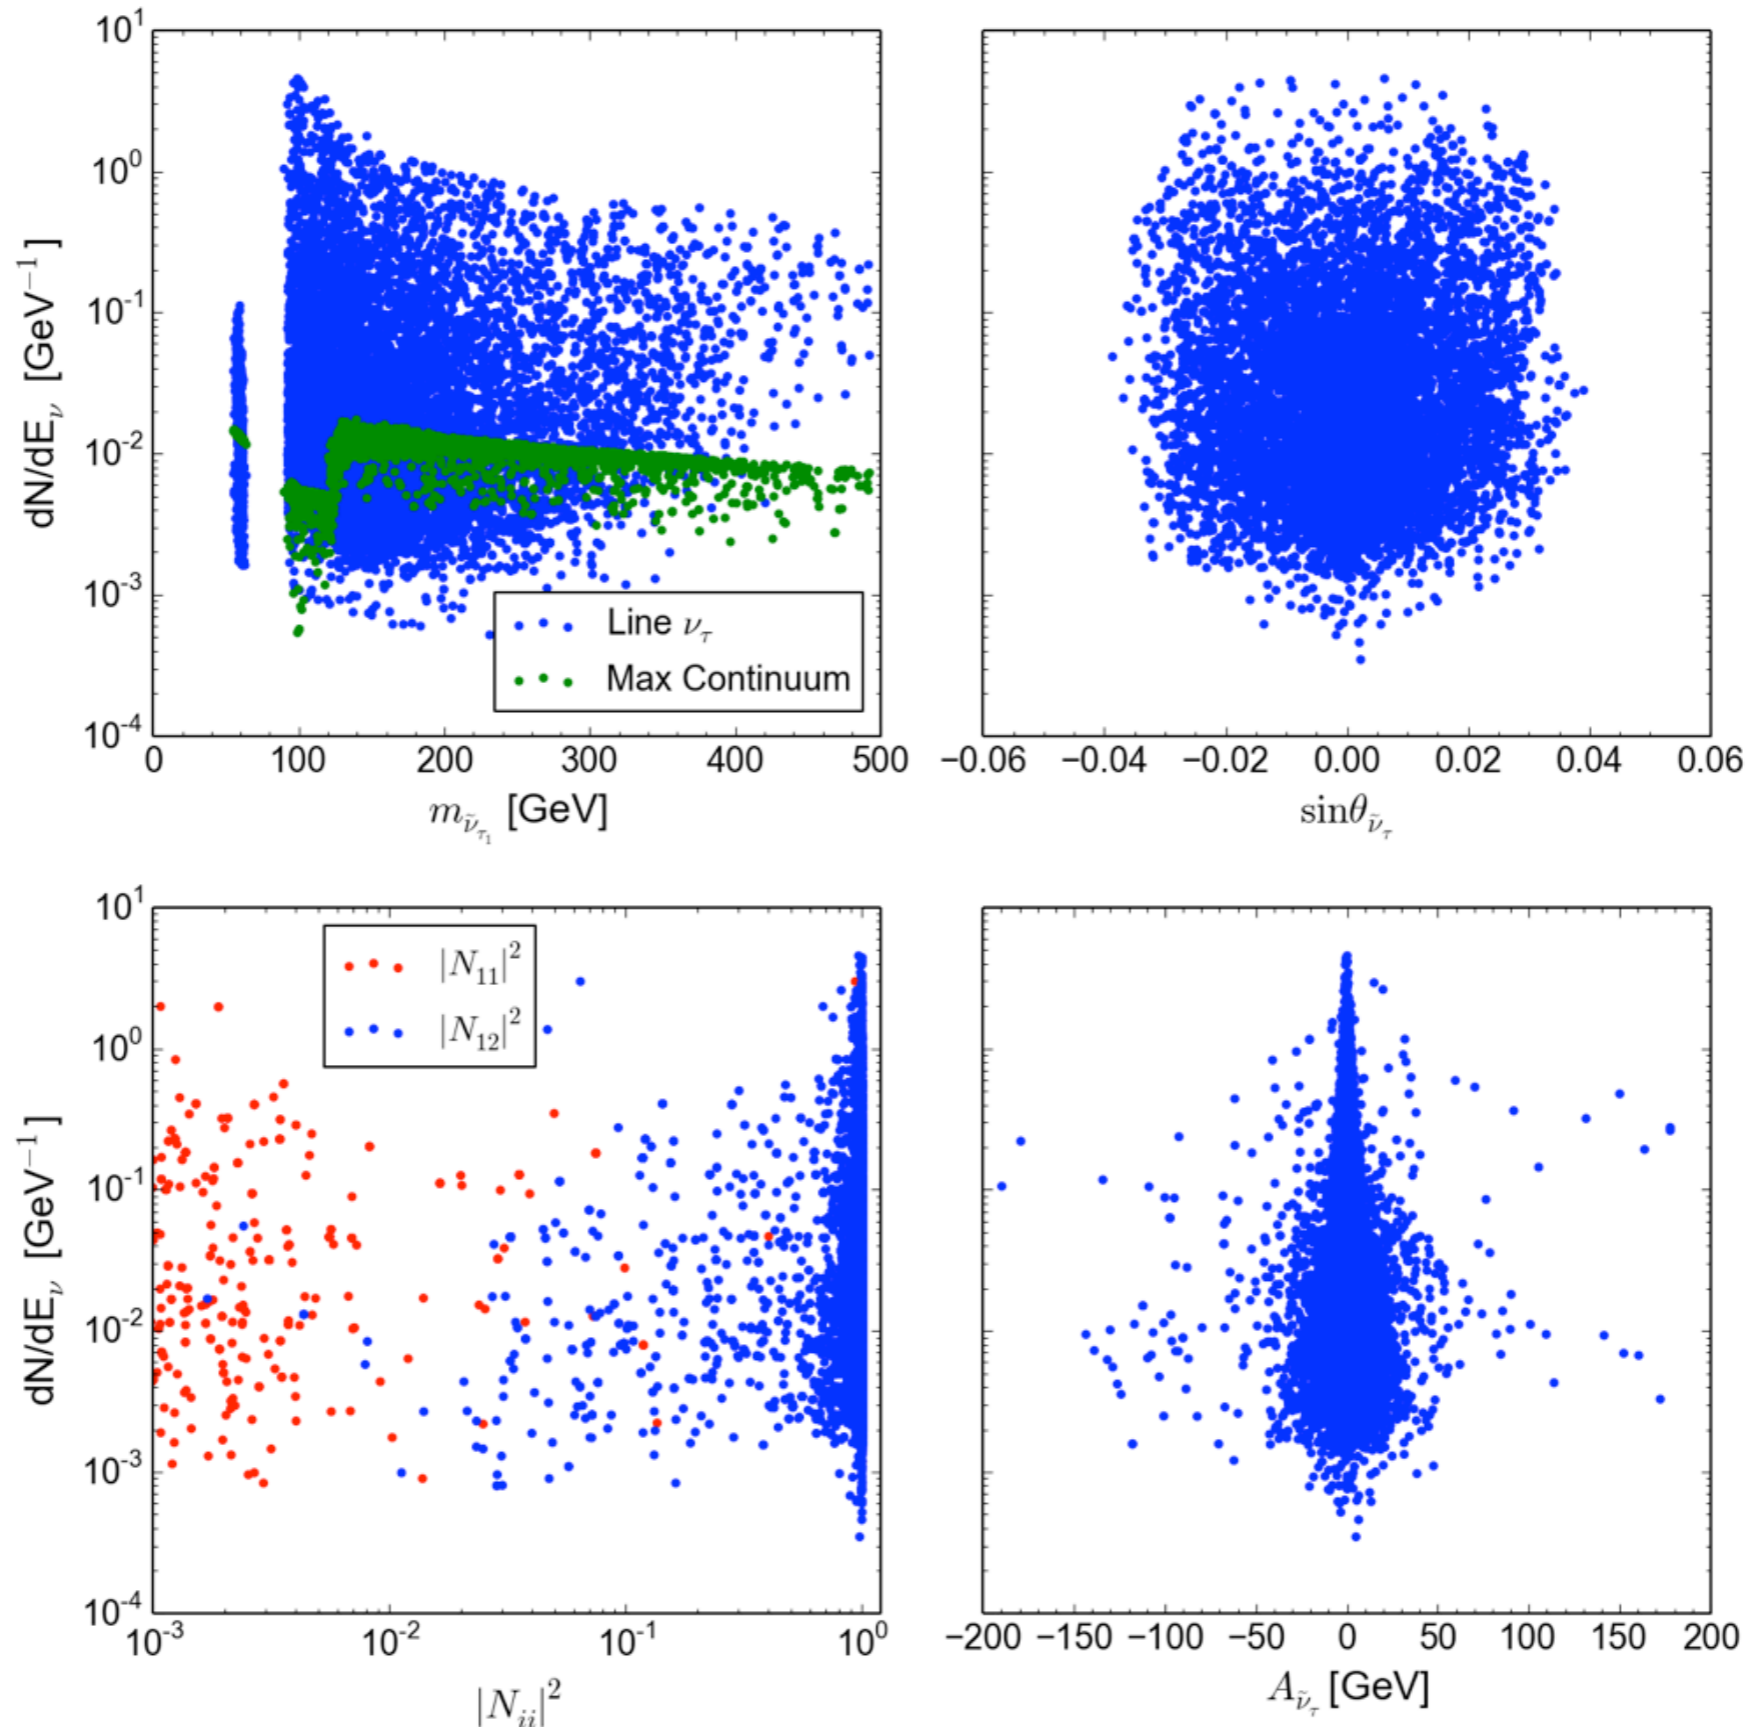 10^1
10^0
10^-1
10^-2
10^-3
10^-4
dN/dE_ν [GeV^−1]
Line ν_τ
Max Continuum
0 100 200 300 400 500
m_ν̃_τ_1 [GeV]
−0.06 −0.04 −0.02 0.00 0.02 0.04 0.06
sinθ_ν̃_τ
10^1
10^0
10^-1
10^-2
10^-3
10^-4
dN/dE_ν [GeV^−1]
|N_11|^2
|N_12|^2
10^-3 10^-2 10^-1 10^0
|N_ij|^2
−200 −150 −100 −50 0 50 100 150 200
A_ν̃_τ [GeV]